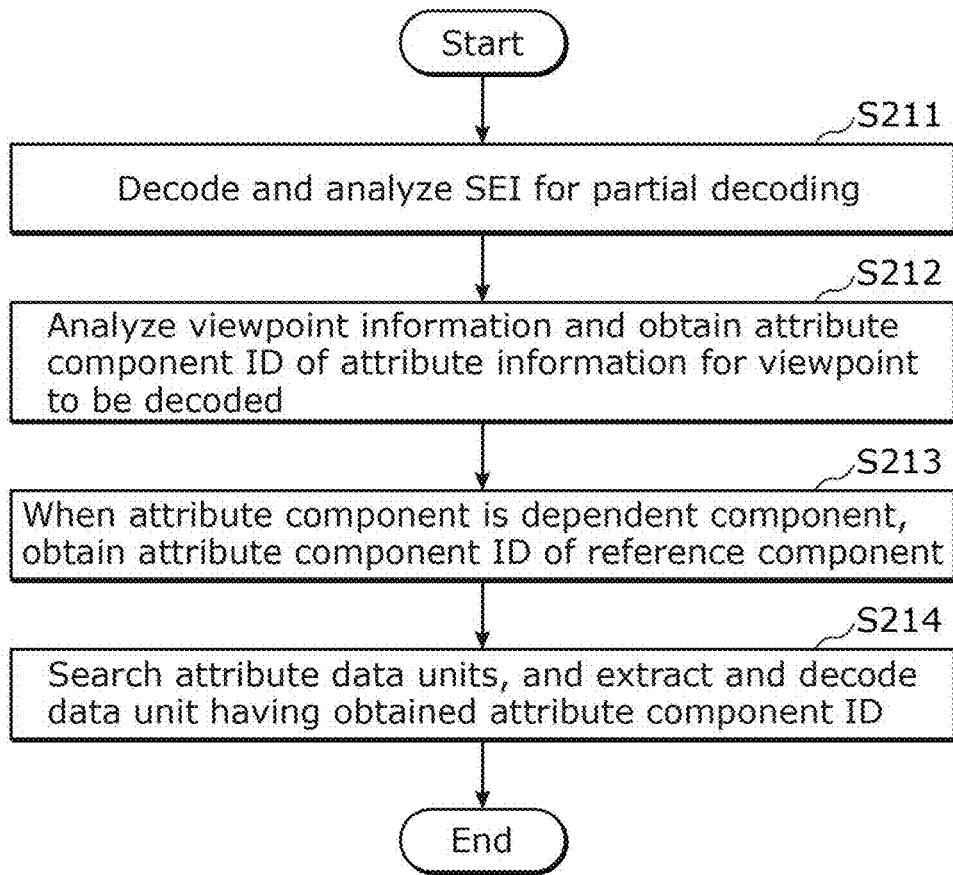 Start
S211
Decode and analyze SEI for partial decoding
S212
Analyze viewpoint information and obtain attribute
component ID of attribute information for viewpoint
to be decoded
S213
When attribute component is dependent component,
obtain attribute component ID of reference component
S214
Search attribute data units, and extract and decode
data unit having obtained attribute component ID
End